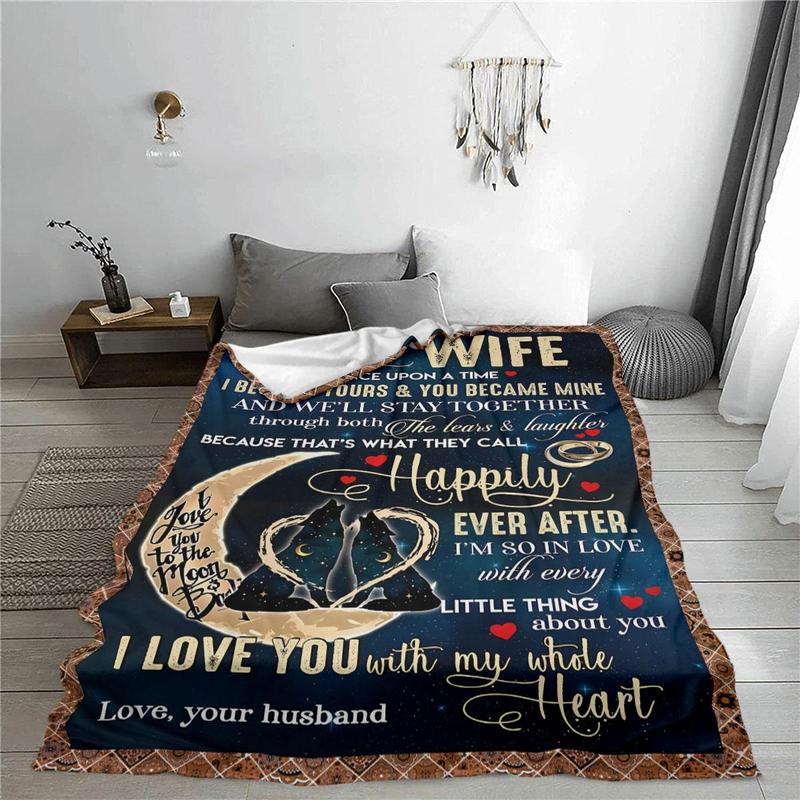 WIFE
UPON A TIME
I YOURS & YOU BECAME MINE
AND WE'LL STAY TOGETHER
through both The tears & laughter
BECAUSE THAT'S WHAT THEY CALL
Happily
EVER AFTER.
I'M SO IN LOVE
with every
LITTLE THING
about you
I LOVE YOU with my whole
Heart
Love, your husband
I
Love
You
to the
Moon
&